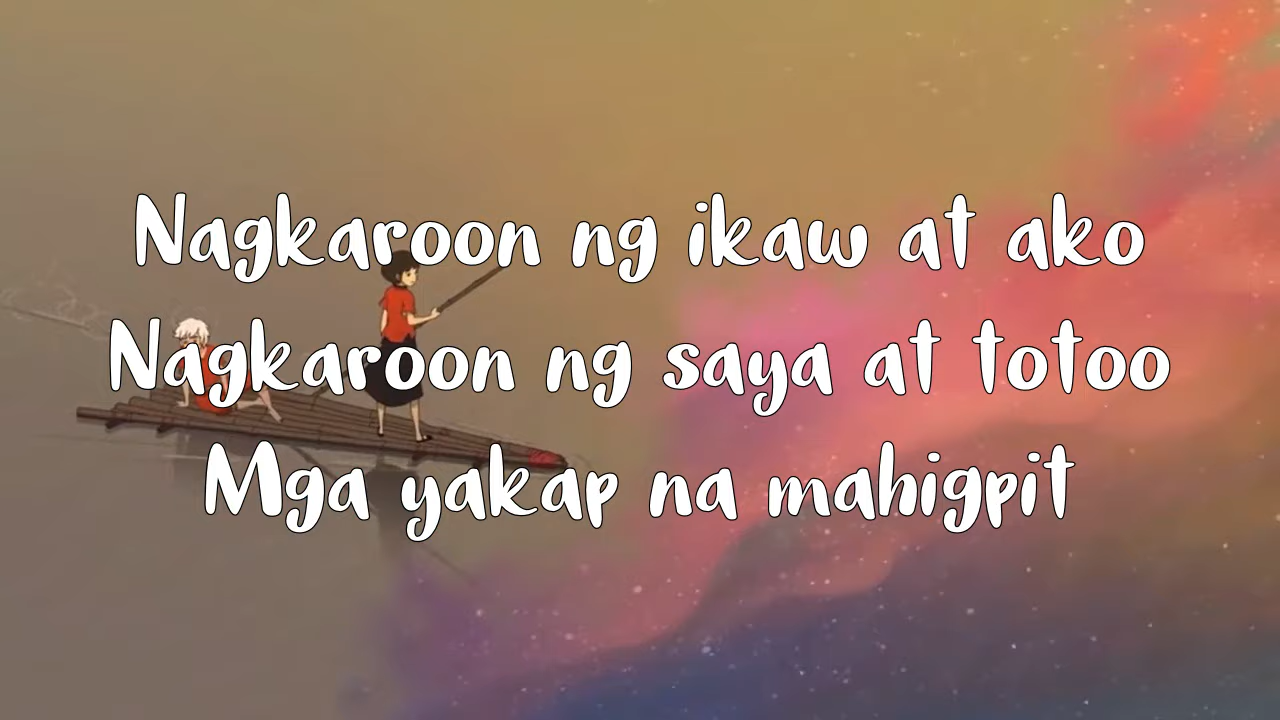 Nagkaroon ng ikaw at ako
Nagkaroon ng saya at totoo
Mga yakap na mahigpit